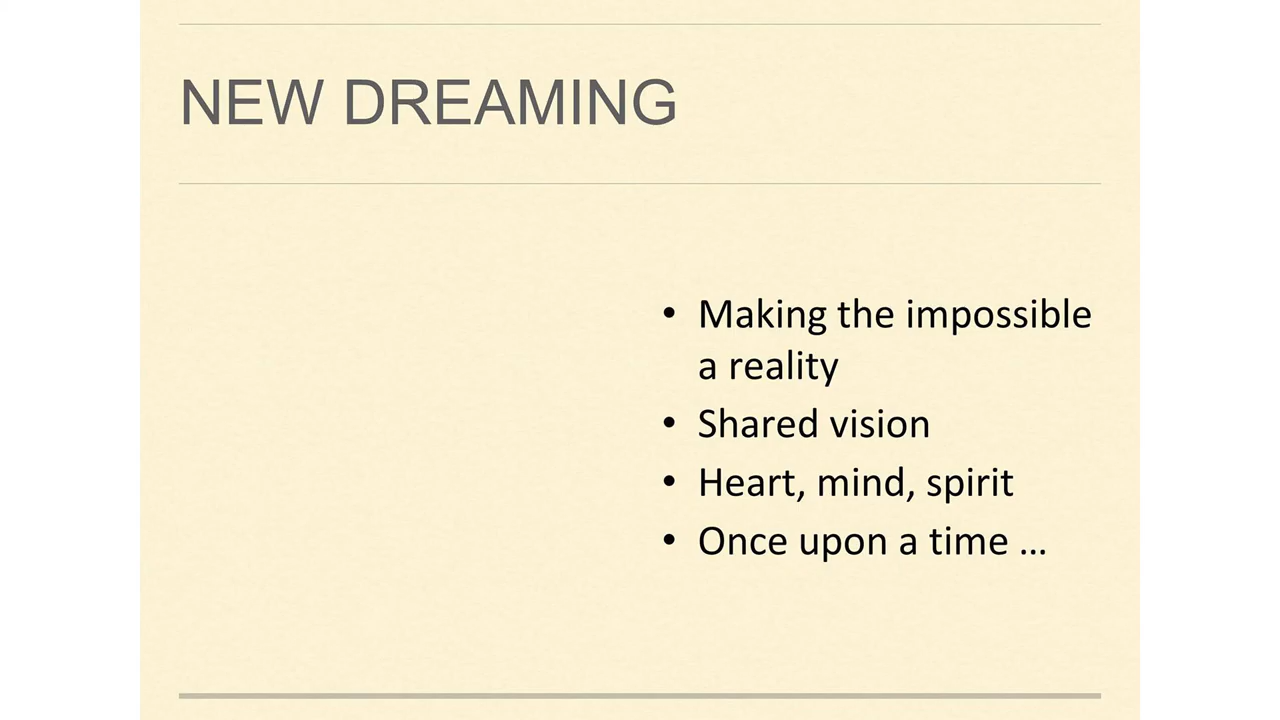 NEW DREAMING
• Making the impossible
a reality
• Shared vision
• Heart, mind, spirit
• Once upon a time …